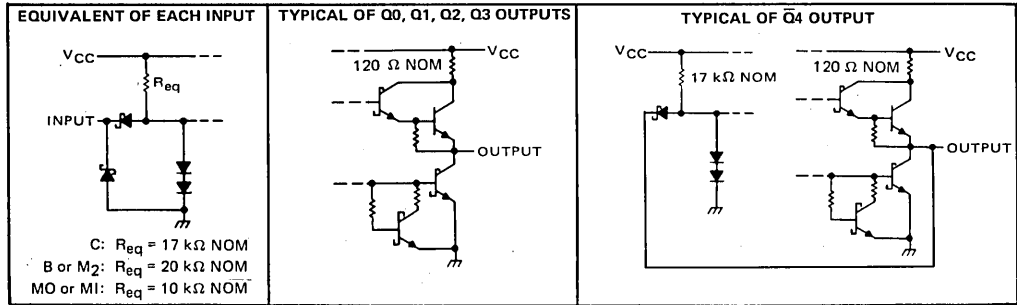 EQUIVALENT OF EACH INPUT
VCC
Req
INPUT
C: Req = 17 kΩ NOM
B or M2: Req = 20 kΩ NOM
MO or MI: Req = 10 kΩ NOM
TYPICAL OF Q0, Q1, Q2, Q3 OUTPUTS
VCC
120 Ω NOM
OUTPUT
TYPICAL OF Q̅4 OUTPUT
VCC
17 kΩ NOM
VCC
120 Ω NOM
OUTPUT